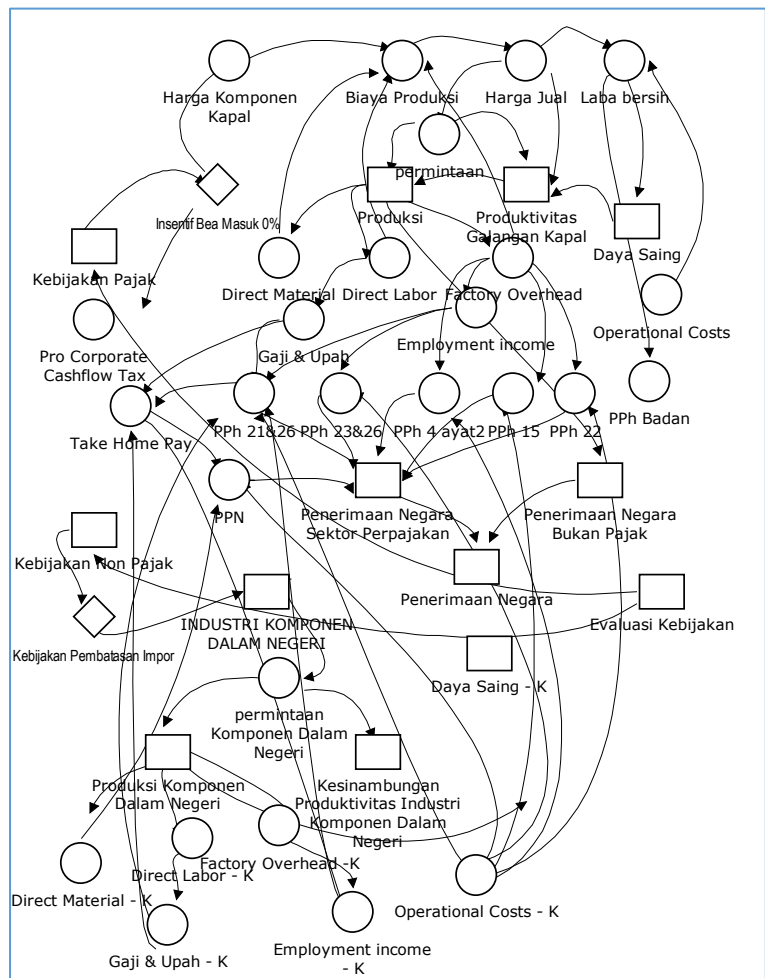 Harga Komponen
Kapal
Biaya Produksi
Harga Jual
Laba bersih
permintaan
Insentif Bea Masuk 0%
Produksi
Produktivitas
Galangan Kapal
Daya Saing
Kebijakan Pajak
Direct Material
Direct Labor
Factory Overhead
Operational Costs
Pro Corporate
Cashflow Tax
Gaji & Upah
Employment income
PPh Badan
Take Home Pay
PPh 21&26
PPh 23&26
PPh 4 ayat2
PPh 15
PPh 22
PPN
Penerimaan Negara
Sektor Perpajakan
Penerimaan Negara
Bukan Pajak
Kebijakan Non Pajak
Penerimaan Negara
Evaluasi Kebijakan
INDUSTRI KOMPONEN
DALAM NEGERI
Kebijakan Pembatasan Impor
Daya Saing - K
permintaan
Komponen Dalam
Negeri
Produksi Komponen
Dalam Negeri
Kesinambungan
Produktivitas Industri
Komponen Dalam
Negeri
Direct Labor - K
Factory Overhead -K
Direct Material - K
Operational Costs - K
Gaji & Upah - K
Employment income
- K